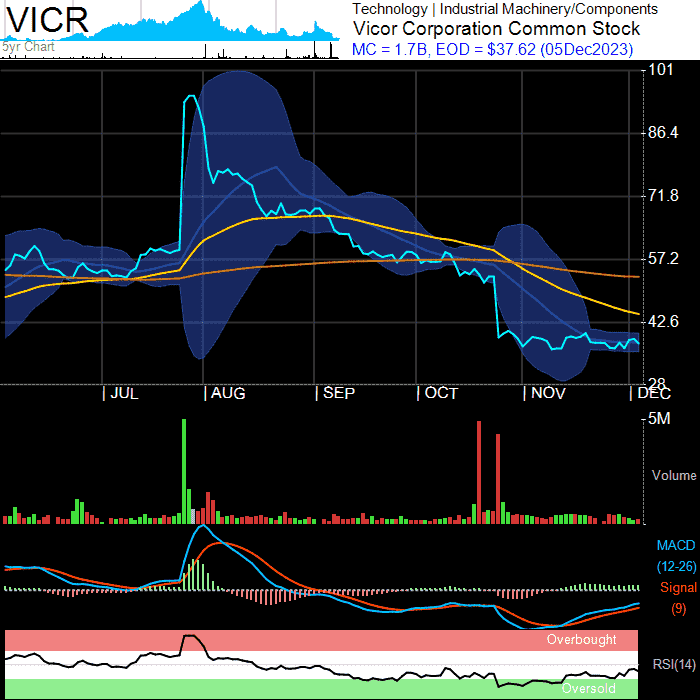 VICR
5yr Chart
Technology | Industrial Machinery/Components
Vicor Corporation Common Stock
MC = 1.7B, EOD = $37.62 (05Dec2023)
101
86.4
71.8
57.2
42.6
28
| JUL | AUG | SEP | OCT | NOV | DEC
5M
Volume
MACD
(12-26)
Signal
(9)
Overbought
RSI(14)
Oversold